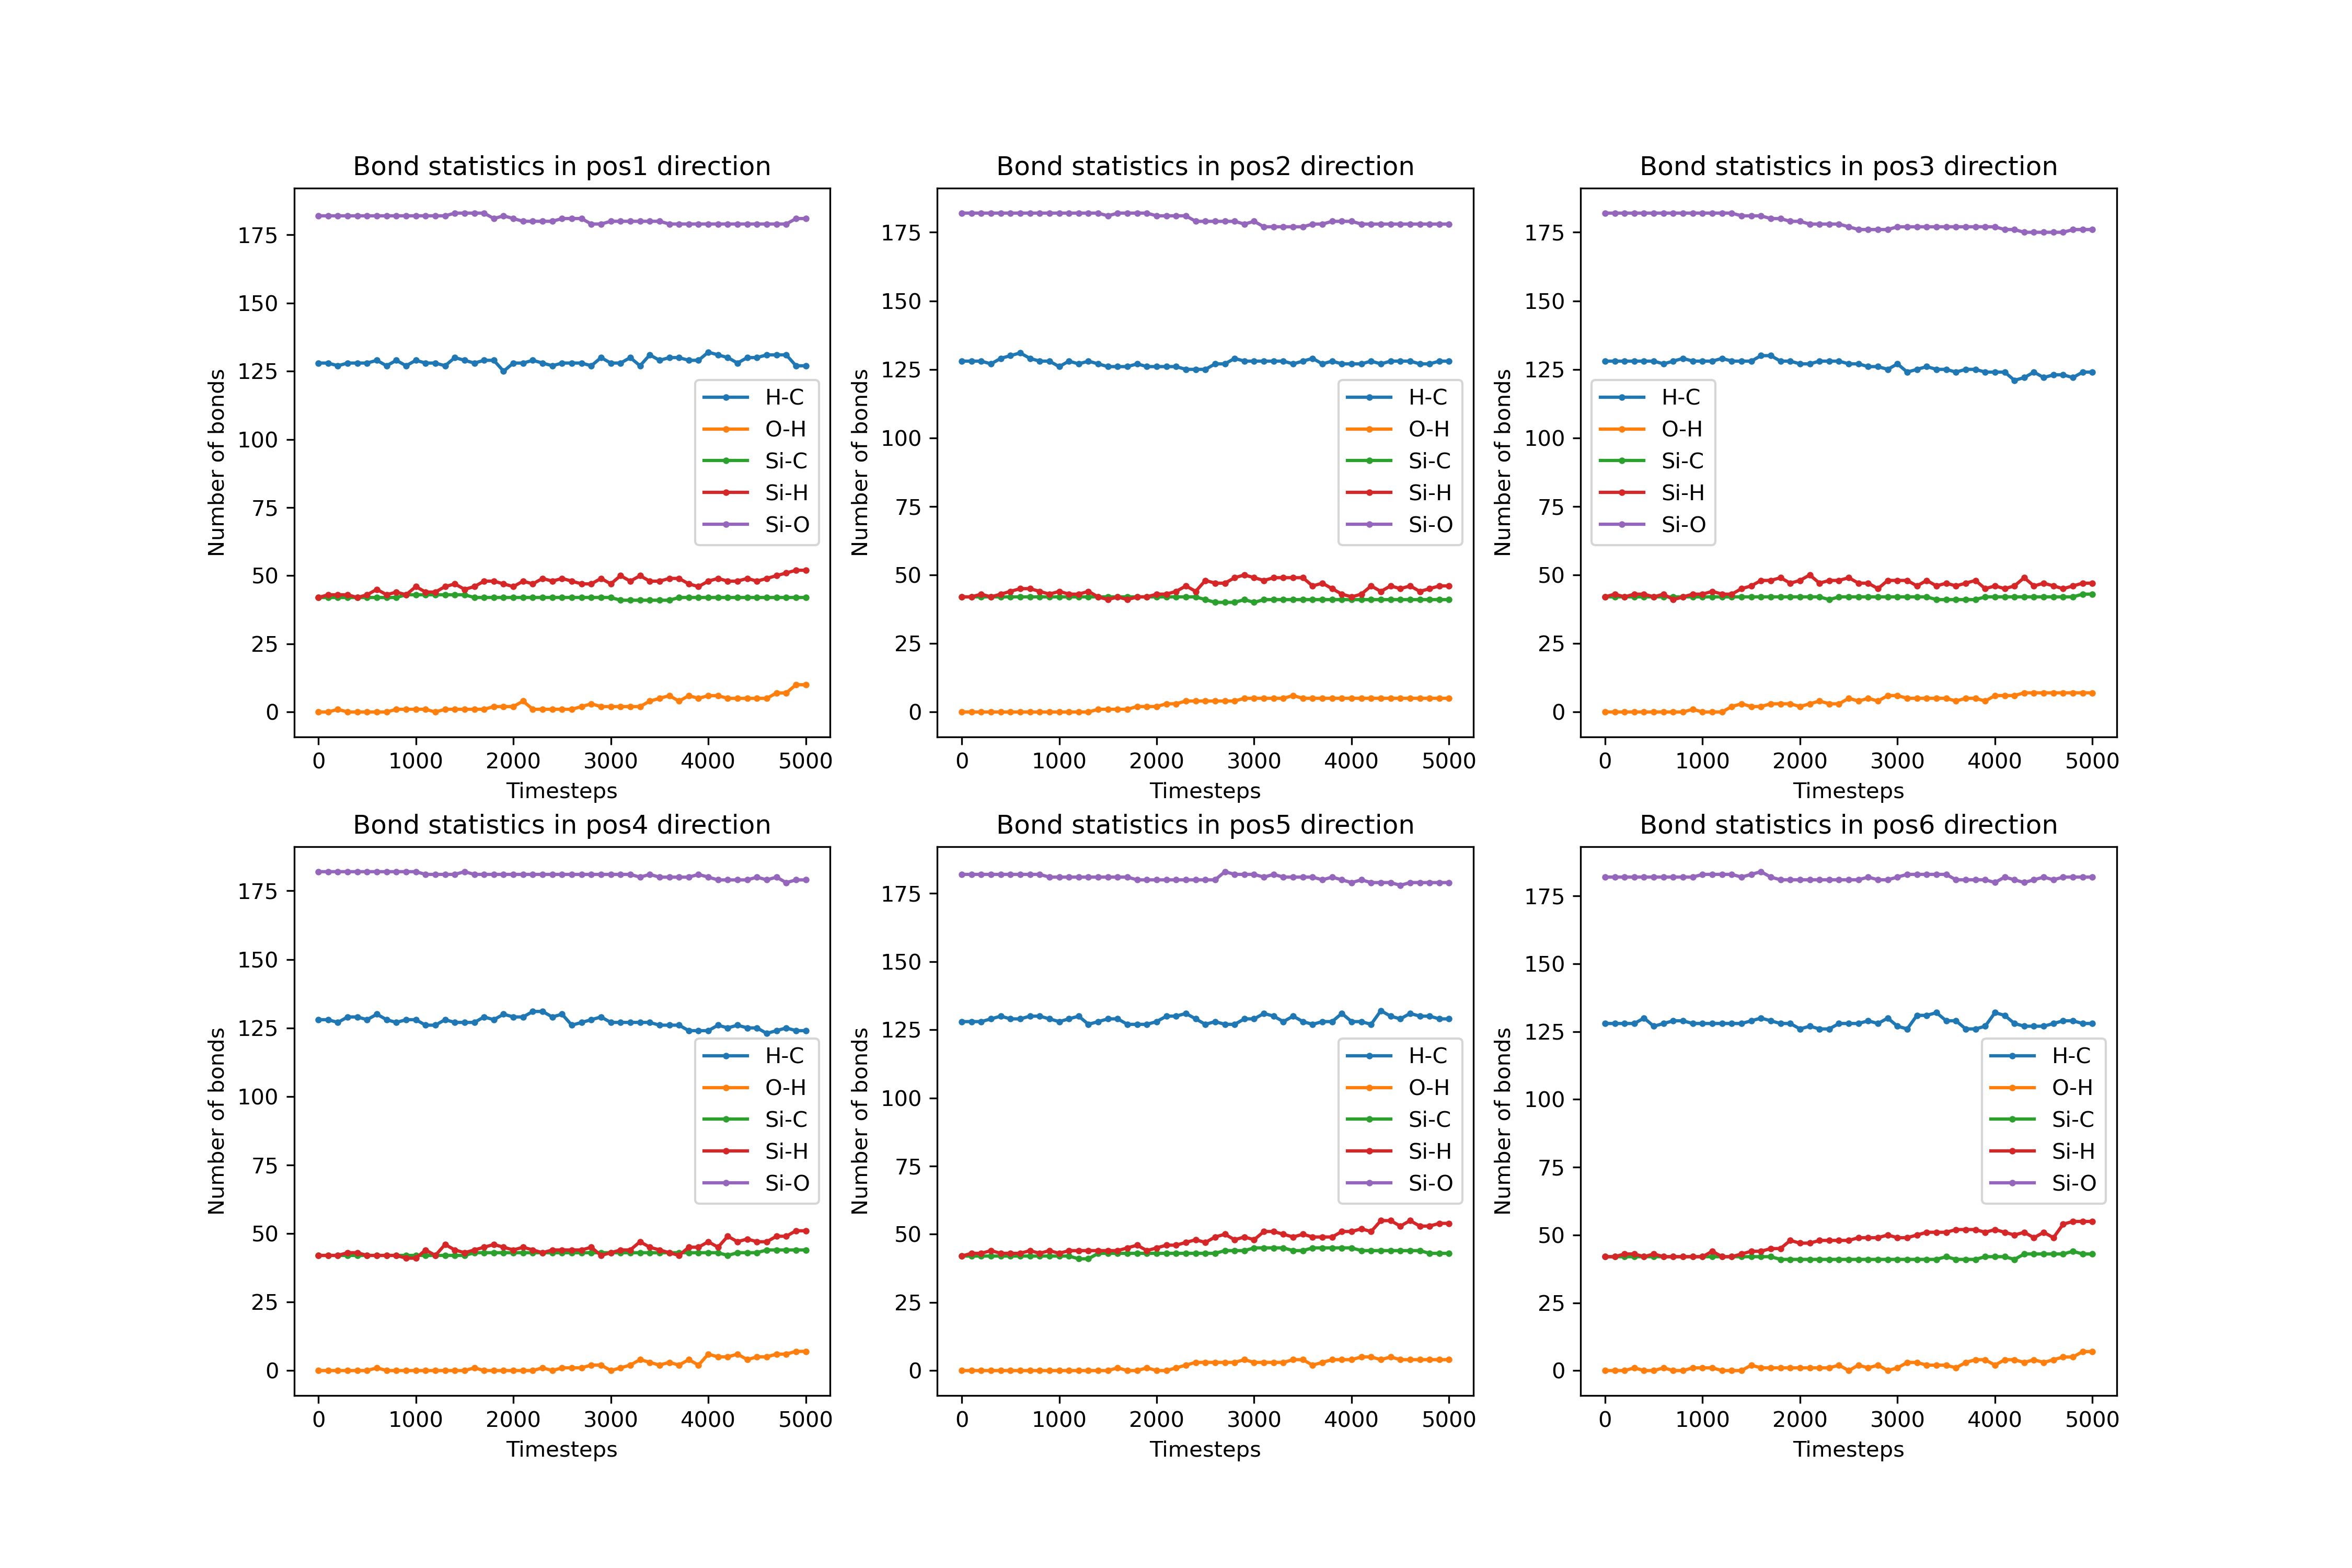 Bond statistics in pos1 direction
Number of bonds
175
150
125
100
75
50
25
0
H-C
O-H
Si-C
Si-H
Si-O
0 1000 2000 3000 4000 5000
Timesteps
Bond statistics in pos2 direction
Number of bonds
175
150
125
100
75
50
25
0
H-C
O-H
Si-C
Si-H
Si-O
0 1000 2000 3000 4000 5000
Timesteps
Bond statistics in pos3 direction
Number of bonds
175
150
125
100
75
50
25
0
H-C
O-H
Si-C
Si-H
Si-O
0 1000 2000 3000 4000 5000
Timesteps
Bond statistics in pos4 direction
Number of bonds
175
150
125
100
75
50
25
0
H-C
O-H
Si-C
Si-H
Si-O
0 1000 2000 3000 4000 5000
Timesteps
Bond statistics in pos5 direction
Number of bonds
175
150
125
100
75
50
25
0
H-C
O-H
Si-C
Si-H
Si-O
0 1000 2000 3000 4000 5000
Timesteps
Bond statistics in pos6 direction
Number of bonds
175
150
125
100
75
50
25
0
H-C
O-H
Si-C
Si-H
Si-O
0 1000 2000 3000 4000 5000
Timesteps